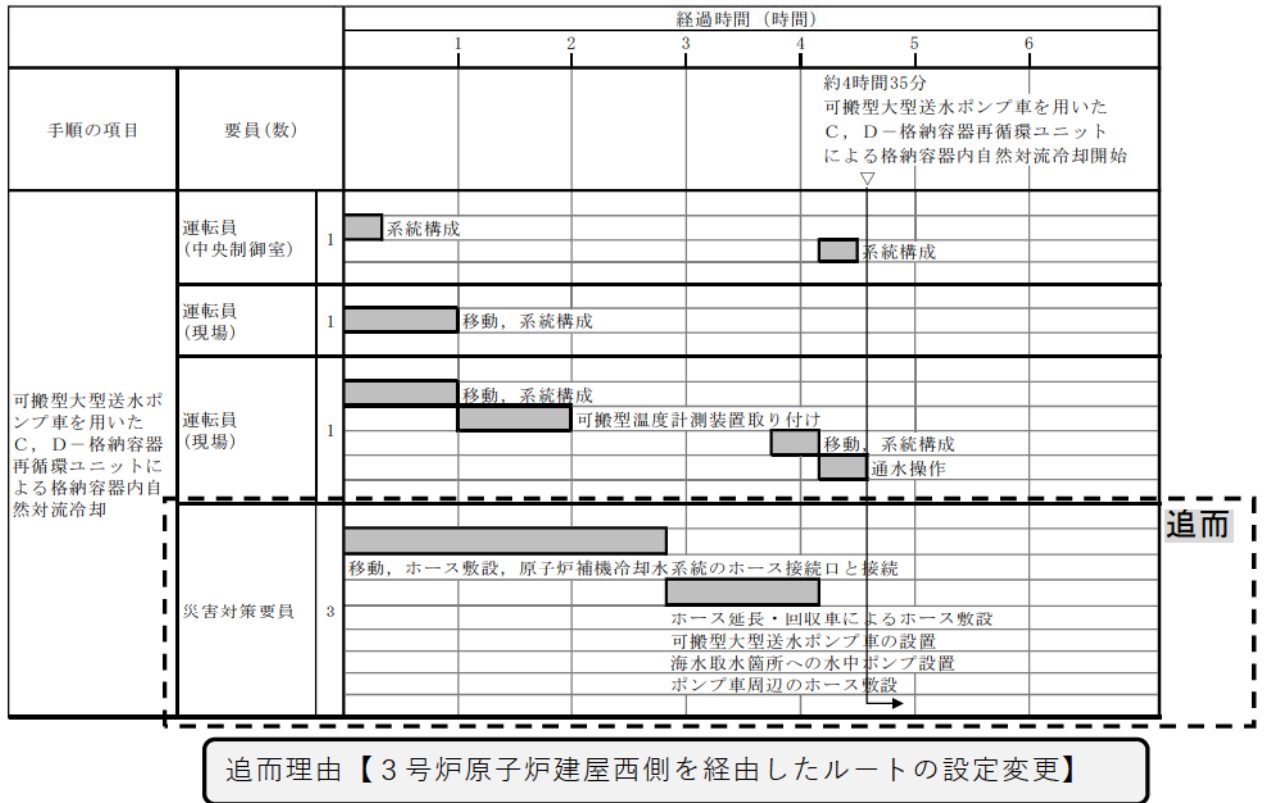 経過時間（時間）
1 2 3 4 5 6
手順の項目
要員(数)
約4時間35分
可搬型大型送水ポンプ車を用いた
Ｃ，Ｄ－格納容器再循環ユニット
による格納容器内自然対流冷却開始
▽
可搬型大型送水ポ
ンプ車を用いた
Ｃ，Ｄ－格納容器
再循環ユニットに
よる格納容器内自
然対流冷却
運転員
(中央制御室)
1
系統構成
系統構成
運転員
(現場)
1
移動，系統構成
運転員
(現場)
1
移動，系統構成
可搬型温度計測装置取り付け
移動，系統構成
通水操作
災害対策要員
3
移動，ホース敷設，原子炉補機冷却水系統のホース接続口と接続
ホース延長・回収車によるホース敷設
可搬型大型送水ポンプ車の設置
海水取水箇所への水中ポンプ設置
ポンプ車周辺のホース敷設
追而
追而理由【３号炉原子炉建屋西側を経由したルートの設定変更】